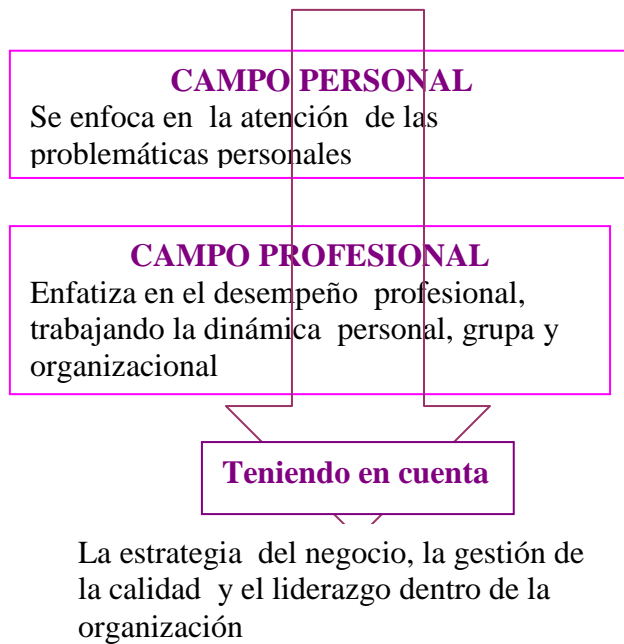 CAMPO PERSONAL
Se enfoca en la atención de las
problemáticas personales
CAMPO PROFESIONAL
Enfatiza en el desempeño profesional,
trabajando la dinámica personal, grupa y
organizacional
Teniendo en cuenta
La estrategia del negocio, la gestión de
la calidad y el liderazgo dentro de la
organización